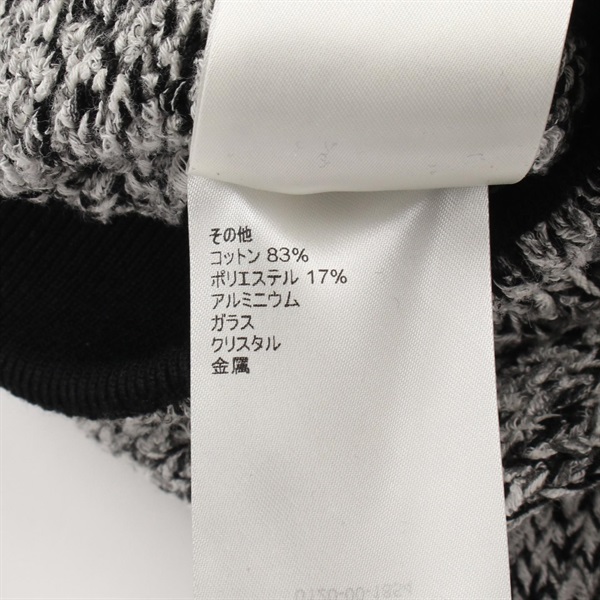 その他
コットン 83%
ポリエステル 17%
アルミニウム
ガラス
クリスタル
金属